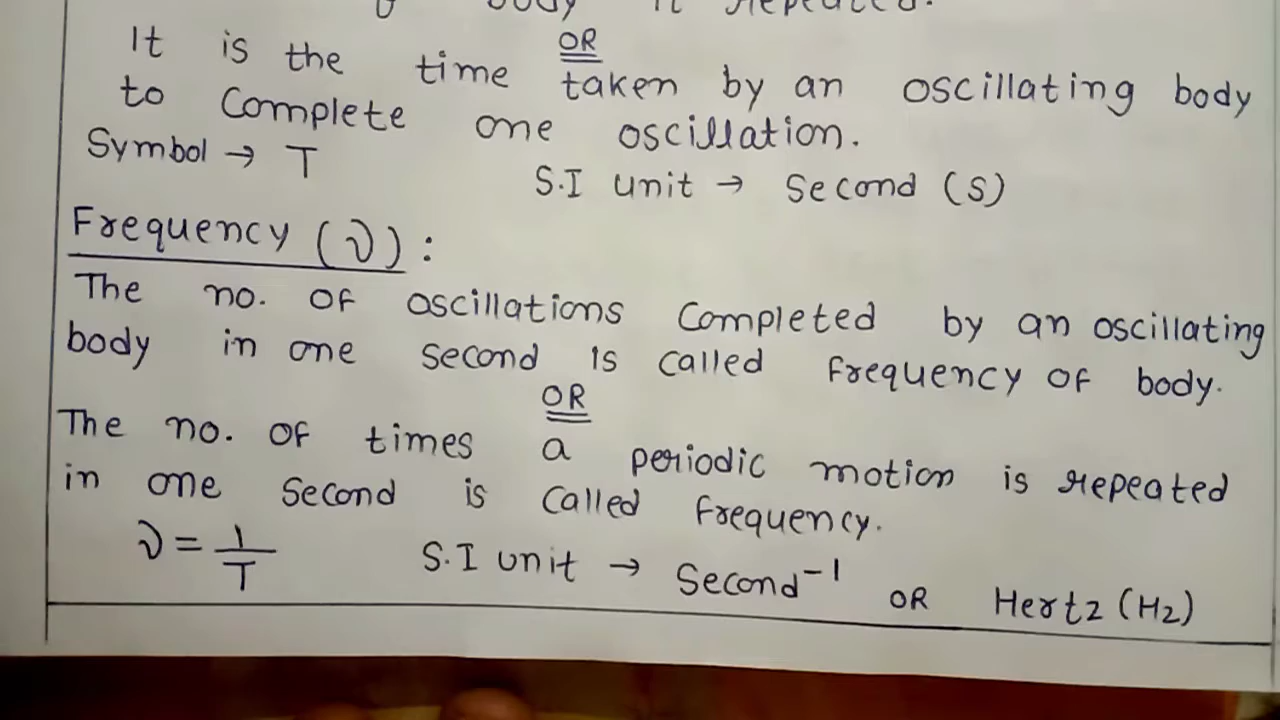 body it repeated.
OR
It is the time taken by an oscillating body
to complete one oscillation.
Symbol → T
S.I unit → Second (s)
Frequency (ν) :
The no. of oscillations completed by an oscillating
body in one second is called frequency of body.
OR
The no. of times a periodic motion is repeated
in one second is called frequency.
ν = 1/T S.I unit → Second⁻¹ OR Hertz (Hz)